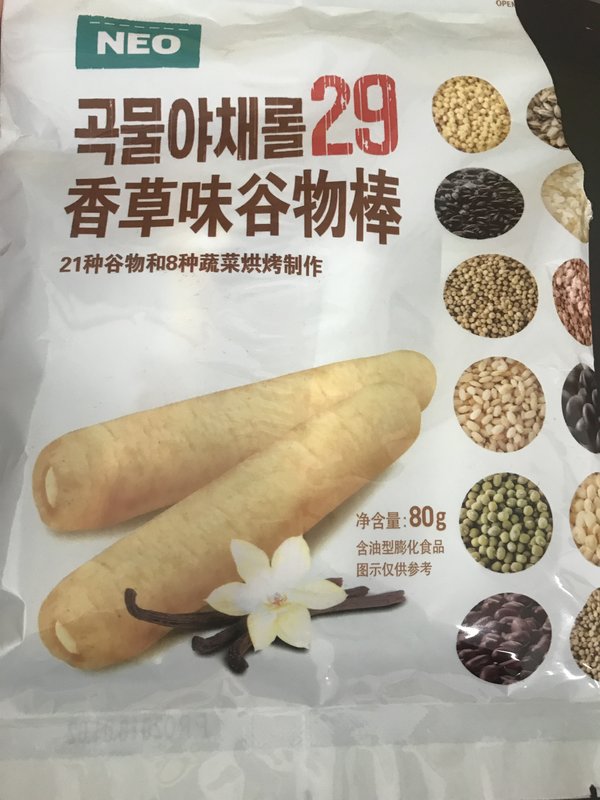 OPEN
NEO
곡물야채롤29
香草味谷物棒
21种谷物和8种蔬菜烘烤制作
净含量:80g
含油型膨化食品
图示仅供参考